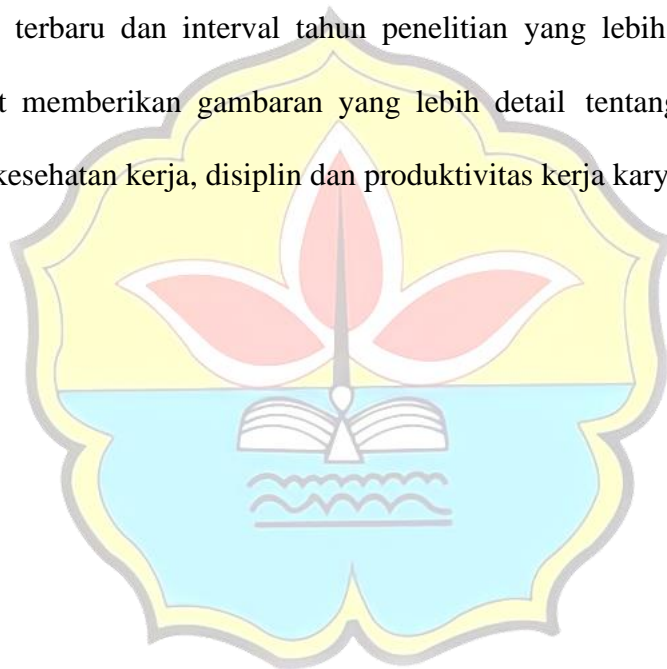 terbaru dan interval tahun penelitian yang lebih
memberikan gambaran yang lebih detail tentang
kesehatan kerja, disiplin dan produktivitas kerja